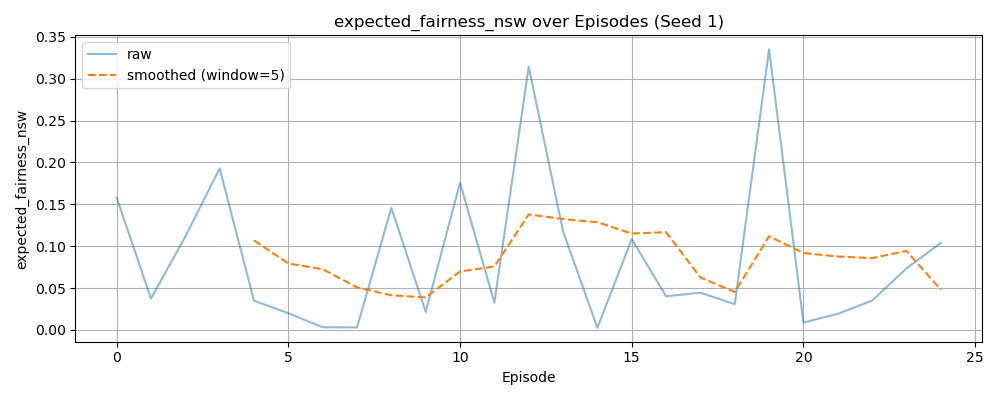 expected_fairness_nsw over Episodes (Seed 1)
raw
smoothed (window=5)
expected_fairness_nsw
0.35
0.30
0.25
0.20
0.15
0.10
0.05
0.00
0 5 10 15 20 25
Episode